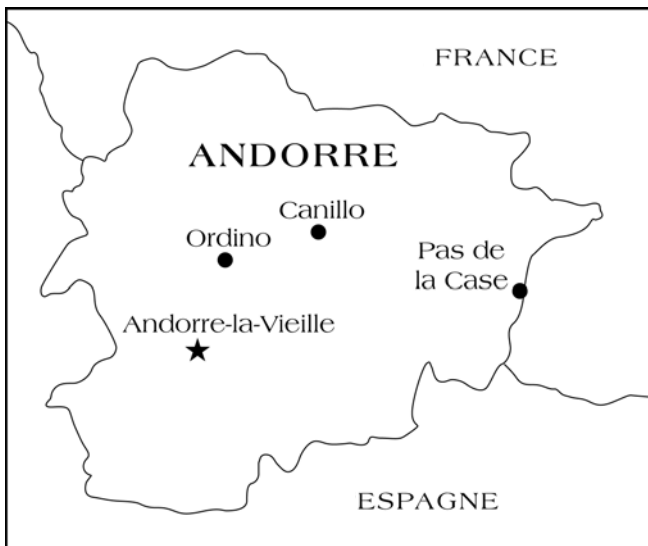 FRANCE
ANDORRE
Canillo
Ordino
Pas de
la Case
Andorre-la-Vieille
ESPAGNE